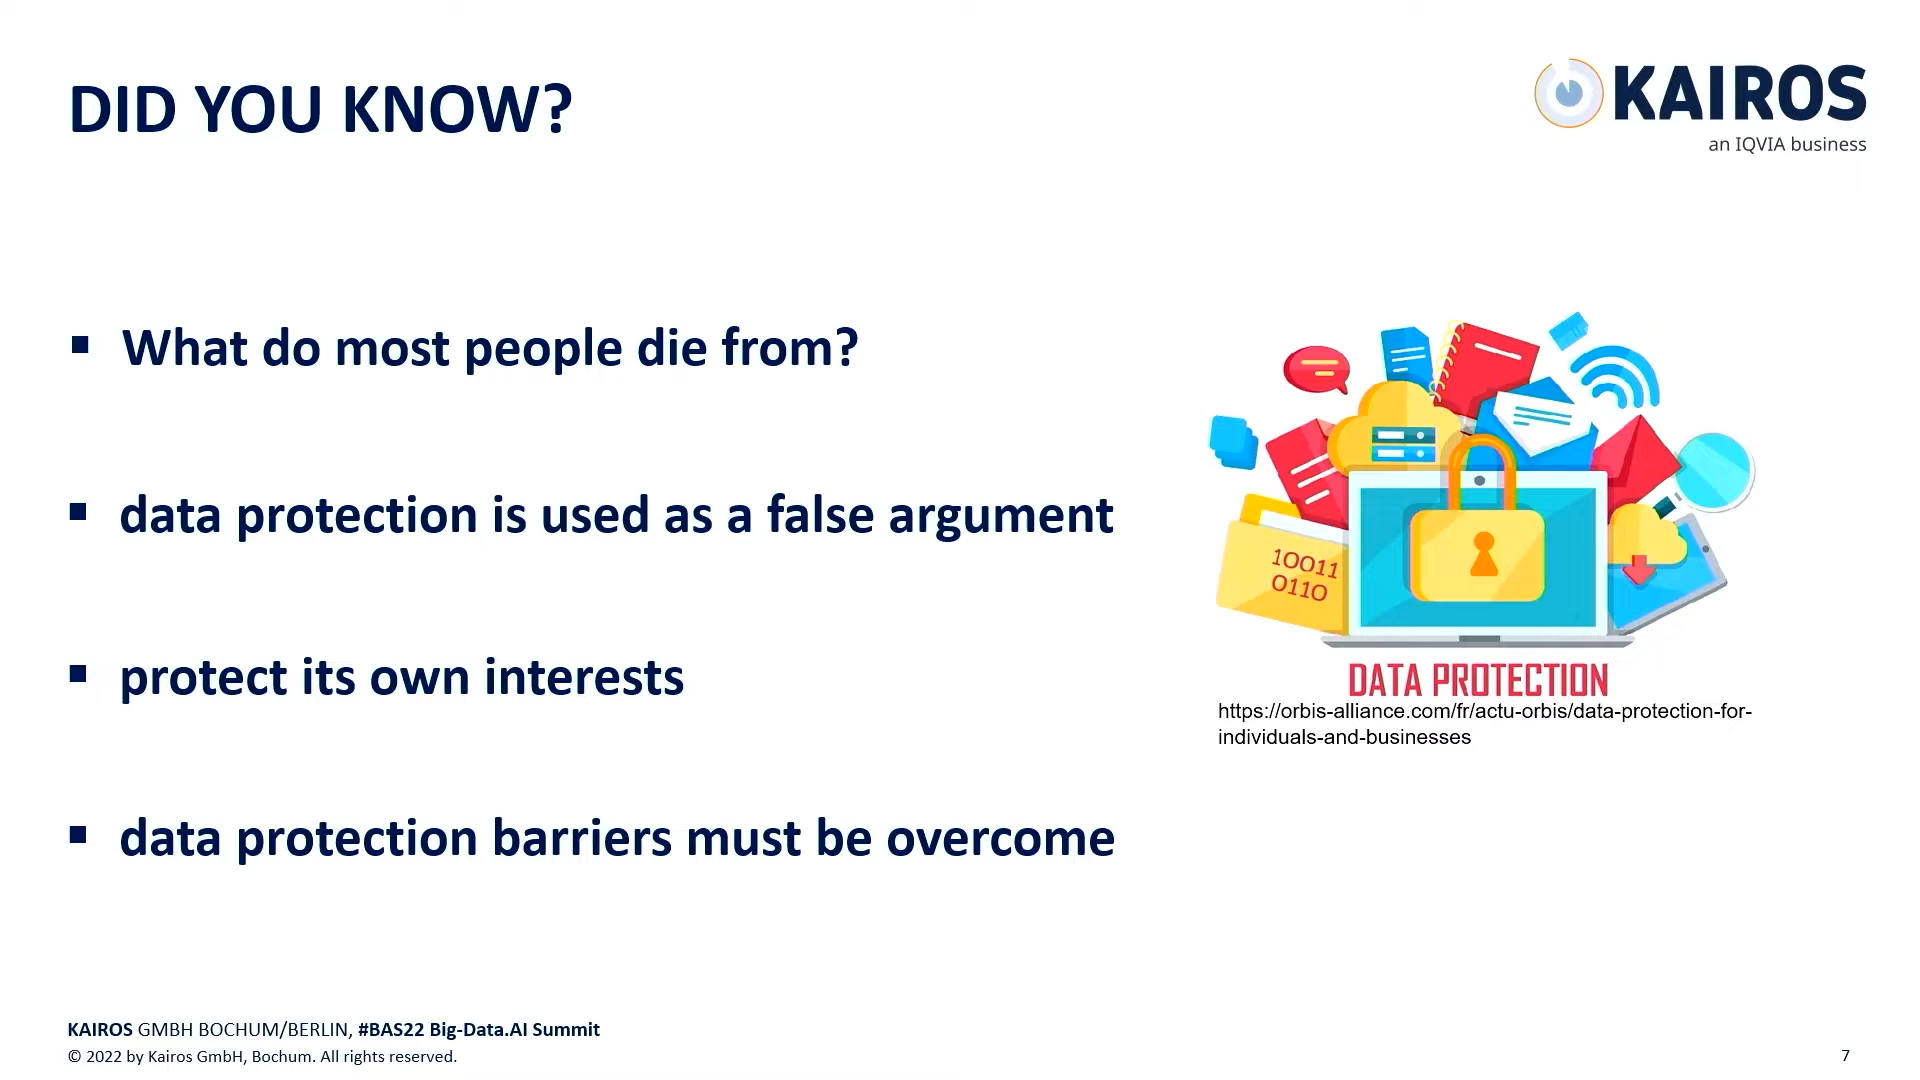 DID YOU KNOW?
KAIROS
an IQVIA business
▪ What do most people die from?
▪ data protection is used as a false argument
▪ protect its own interests
▪ data protection barriers must be overcome
10011
0110
DATA PROTECTION
https://orbis-alliance.com/fr/actu-orbis/data-protection-for-
individuals-and-businesses
KAIROS GMBH BOCHUM/BERLIN, #BAS22 Big-Data.AI Summit
© 2022 by Kairos GmbH, Bochum. All rights reserved.
7